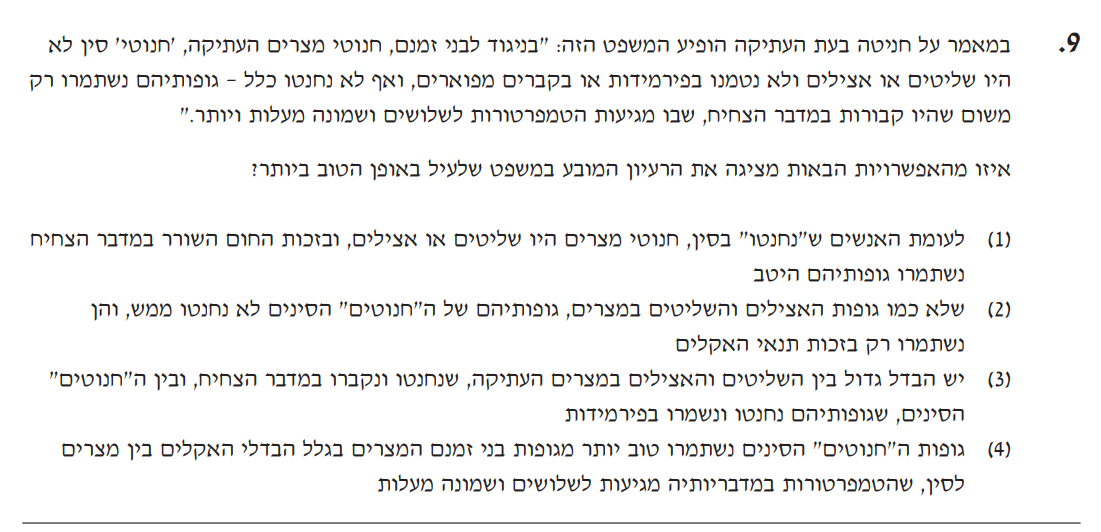 9. במאמר על חניטה בעת העתיקה הופיע המשפט הזה: "בניגוד לבני זמנם, חנוטי מצרים העתיקה, 'חנוטי' סין לא
היו שליטים או אצילים ולא נטמנו בפירמידות או בקברים מפוארים, ואף לא נחנטו כלל – גופותיהם נשתמרו רק
משום שהיו קבורות במדבר הצחיח, שבו מגיעות הטמפרטורות לשלושים ושמונה מעלות ויותר."
איזו מהאפשרויות הבאות מציגה את הרעיון המובע במשפט שלעיל באופן הטוב ביותר?
(1) לעומת האנשים ש"נחנטו" בסין, חנוטי מצרים היו שליטים או אצילים, ובזכות החום השורר במדבר הצחיח
נשתמרו גופותיהם היטב
(2) שלא כמו גופות האצילים והשליטים במצרים, גופותיהם של ה"חנוטים" הסינים לא נחנטו ממש, והן
נשתמרו רק בזכות תנאי האקלים
(3) יש הבדל גדול בין השליטים והאצילים במצרים העתיקה, שנחנטו ונקברו במדבר הצחיח, ובין ה"חנוטים"
הסינים, שגופותיהם נחנטו ונשמרו בפירמידות
(4) גופות ה"חנוטים" הסינים נשתמרו טוב יותר מגופות בני זמנם המצרים בגלל הבדלי האקלים בין מצרים
לסין, שהטמפרטורות במדבריותיה מגיעות לשלושים ושמונה מעלות